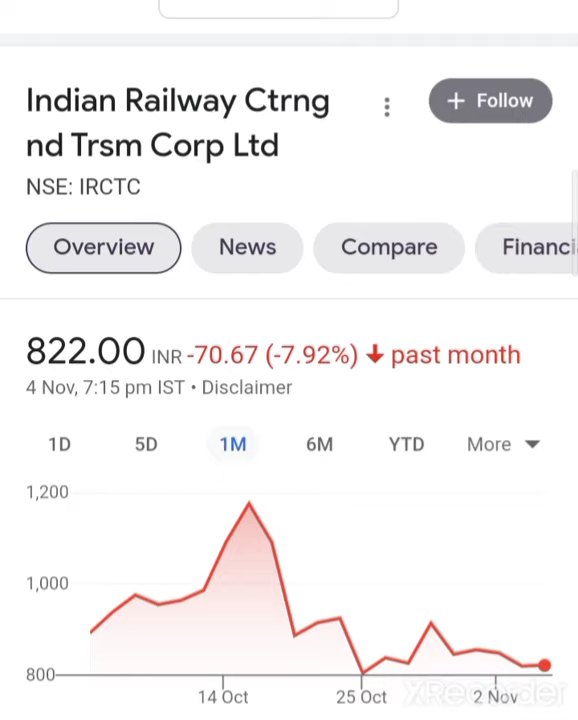 Indian Railway Ctrng
nd Trsm Corp Ltd
+ Follow
NSE: IRCTC
Overview
News
Compare
Financi
822.00 INR -70.67 (-7.92%) ↓ past month
4 Nov, 7:15 pm IST • Disclaimer
1D
5D
1M
6M
YTD
More
1,200
1,000
800
14 Oct
25 Oct
2 Nov
XRecorder